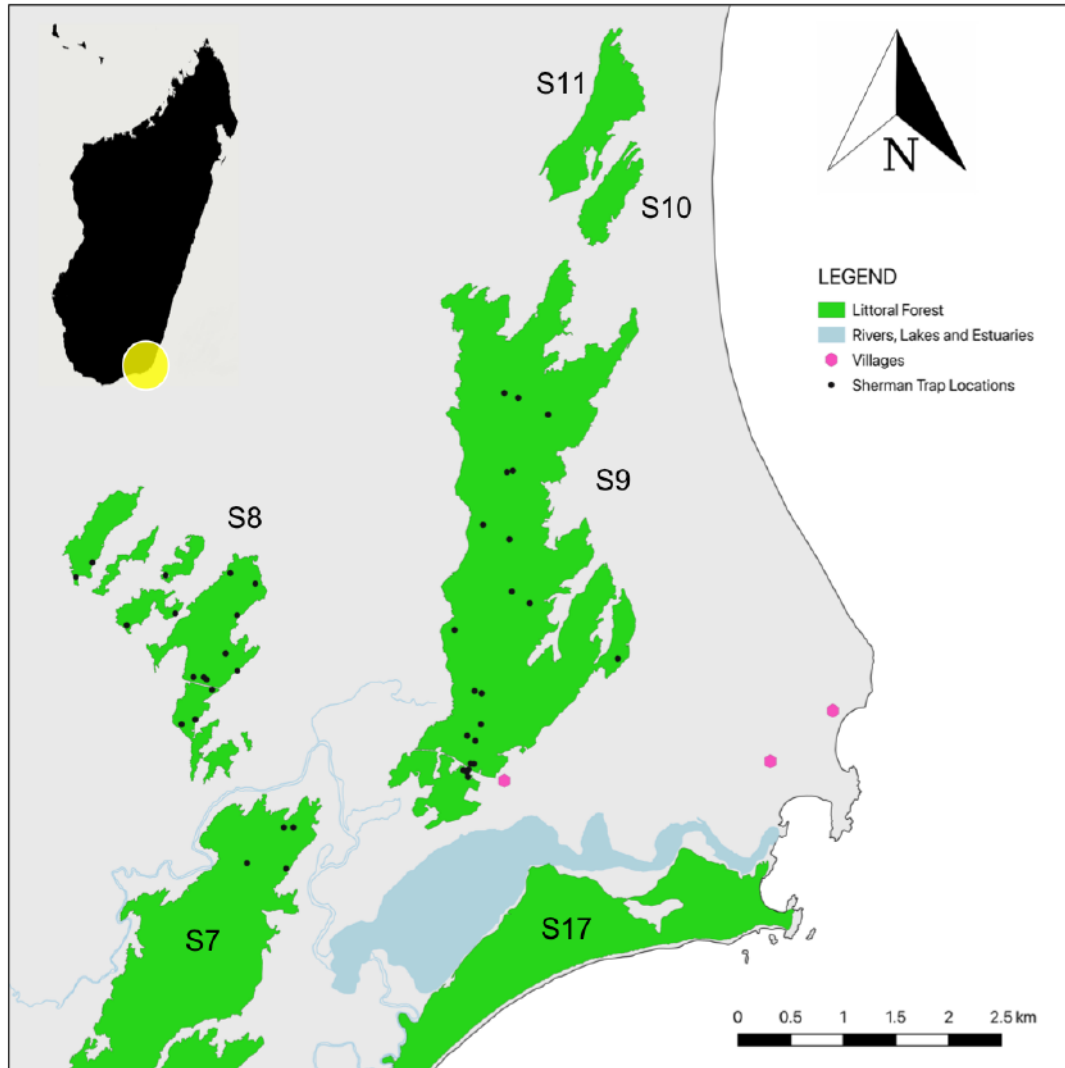 S11
N
S10
LEGEND
Littoral Forest
Rivers, Lakes and Estuaries
Villages
Sherman Trap Locations
S9
S8
S7
S17
0 0.5 1 1.5 2 2.5 km